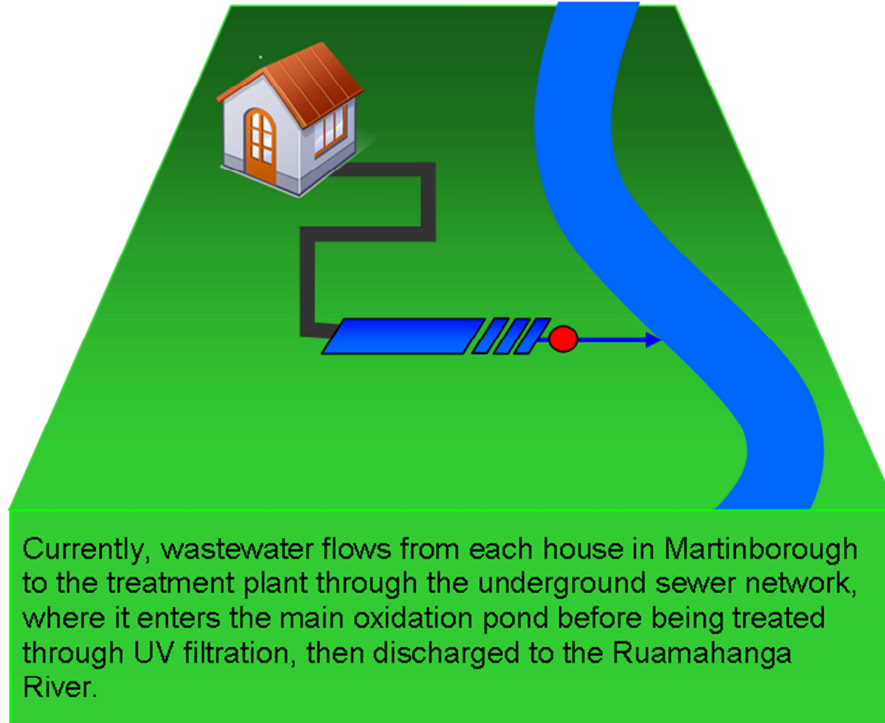 Currently, wastewater flows from each house in Martinborough
to the treatment plant through the underground sewer network,
where it enters the main oxidation pond before being treated
through UV filtration, then discharged to the Ruamahanga
River.